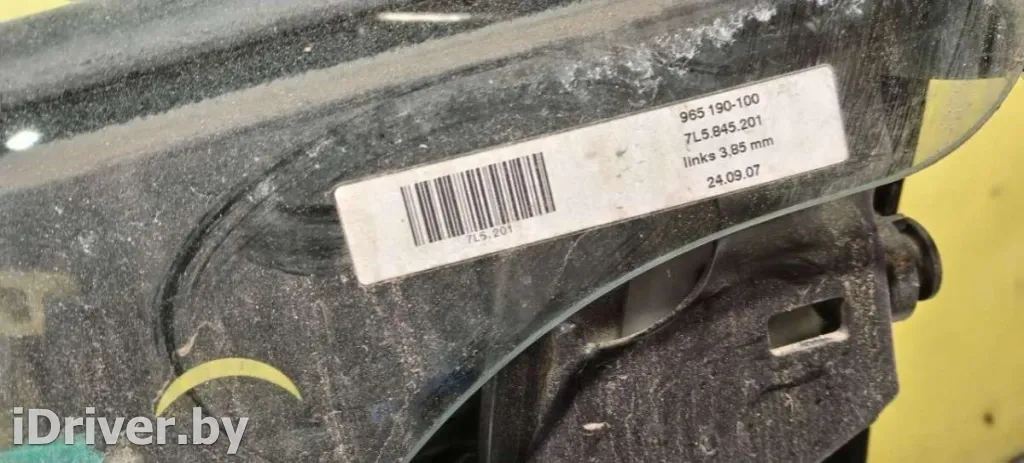 965 190-100
7L5.845.201
links 3,85 mm
24.09.07
7L5.201
iDriver.by